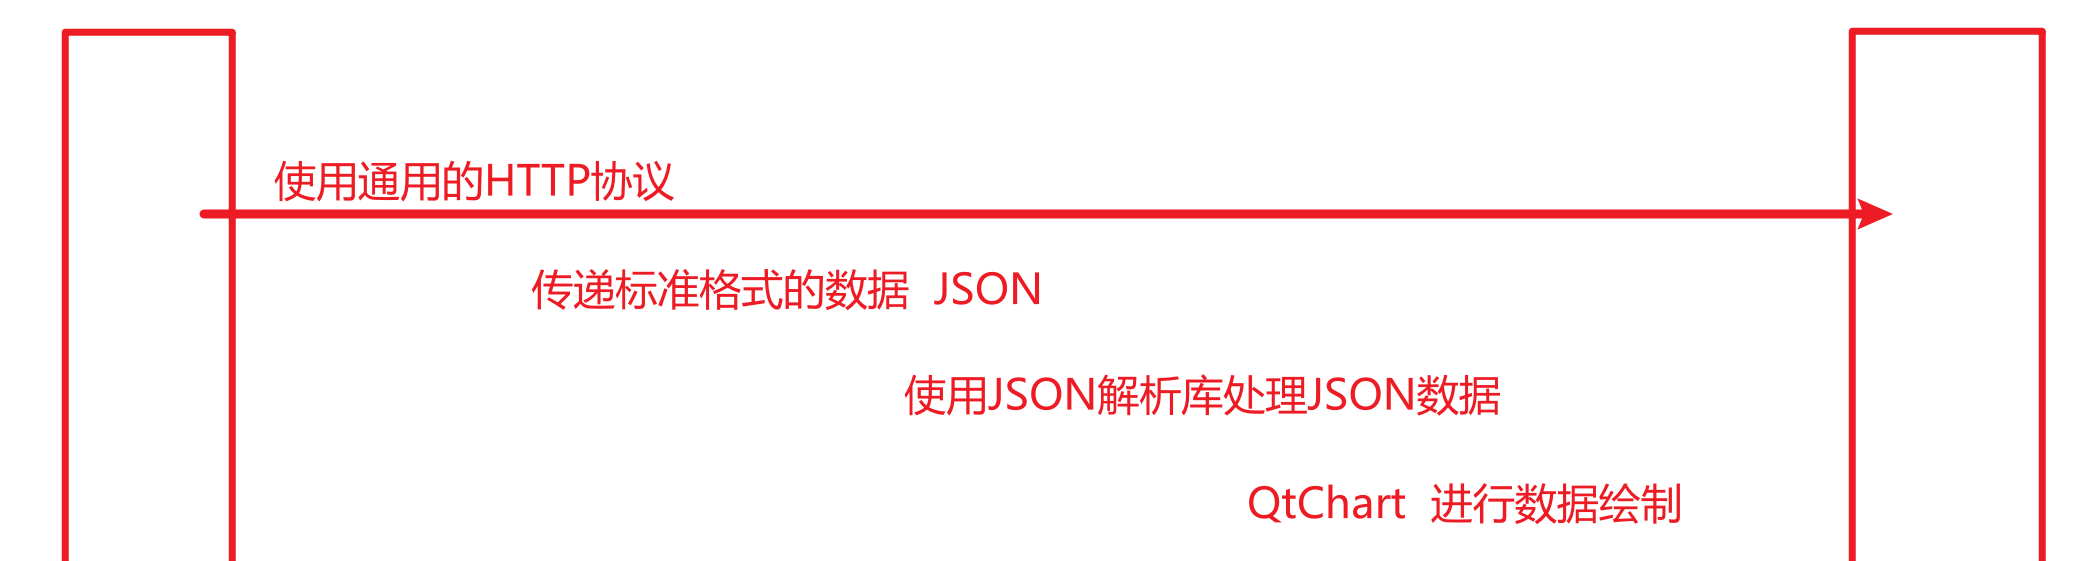 使用通用的HTTP协议
传递标准格式的数据 JSON
使用JSON解析库处理JSON数据
QtChart 进行数据绘制